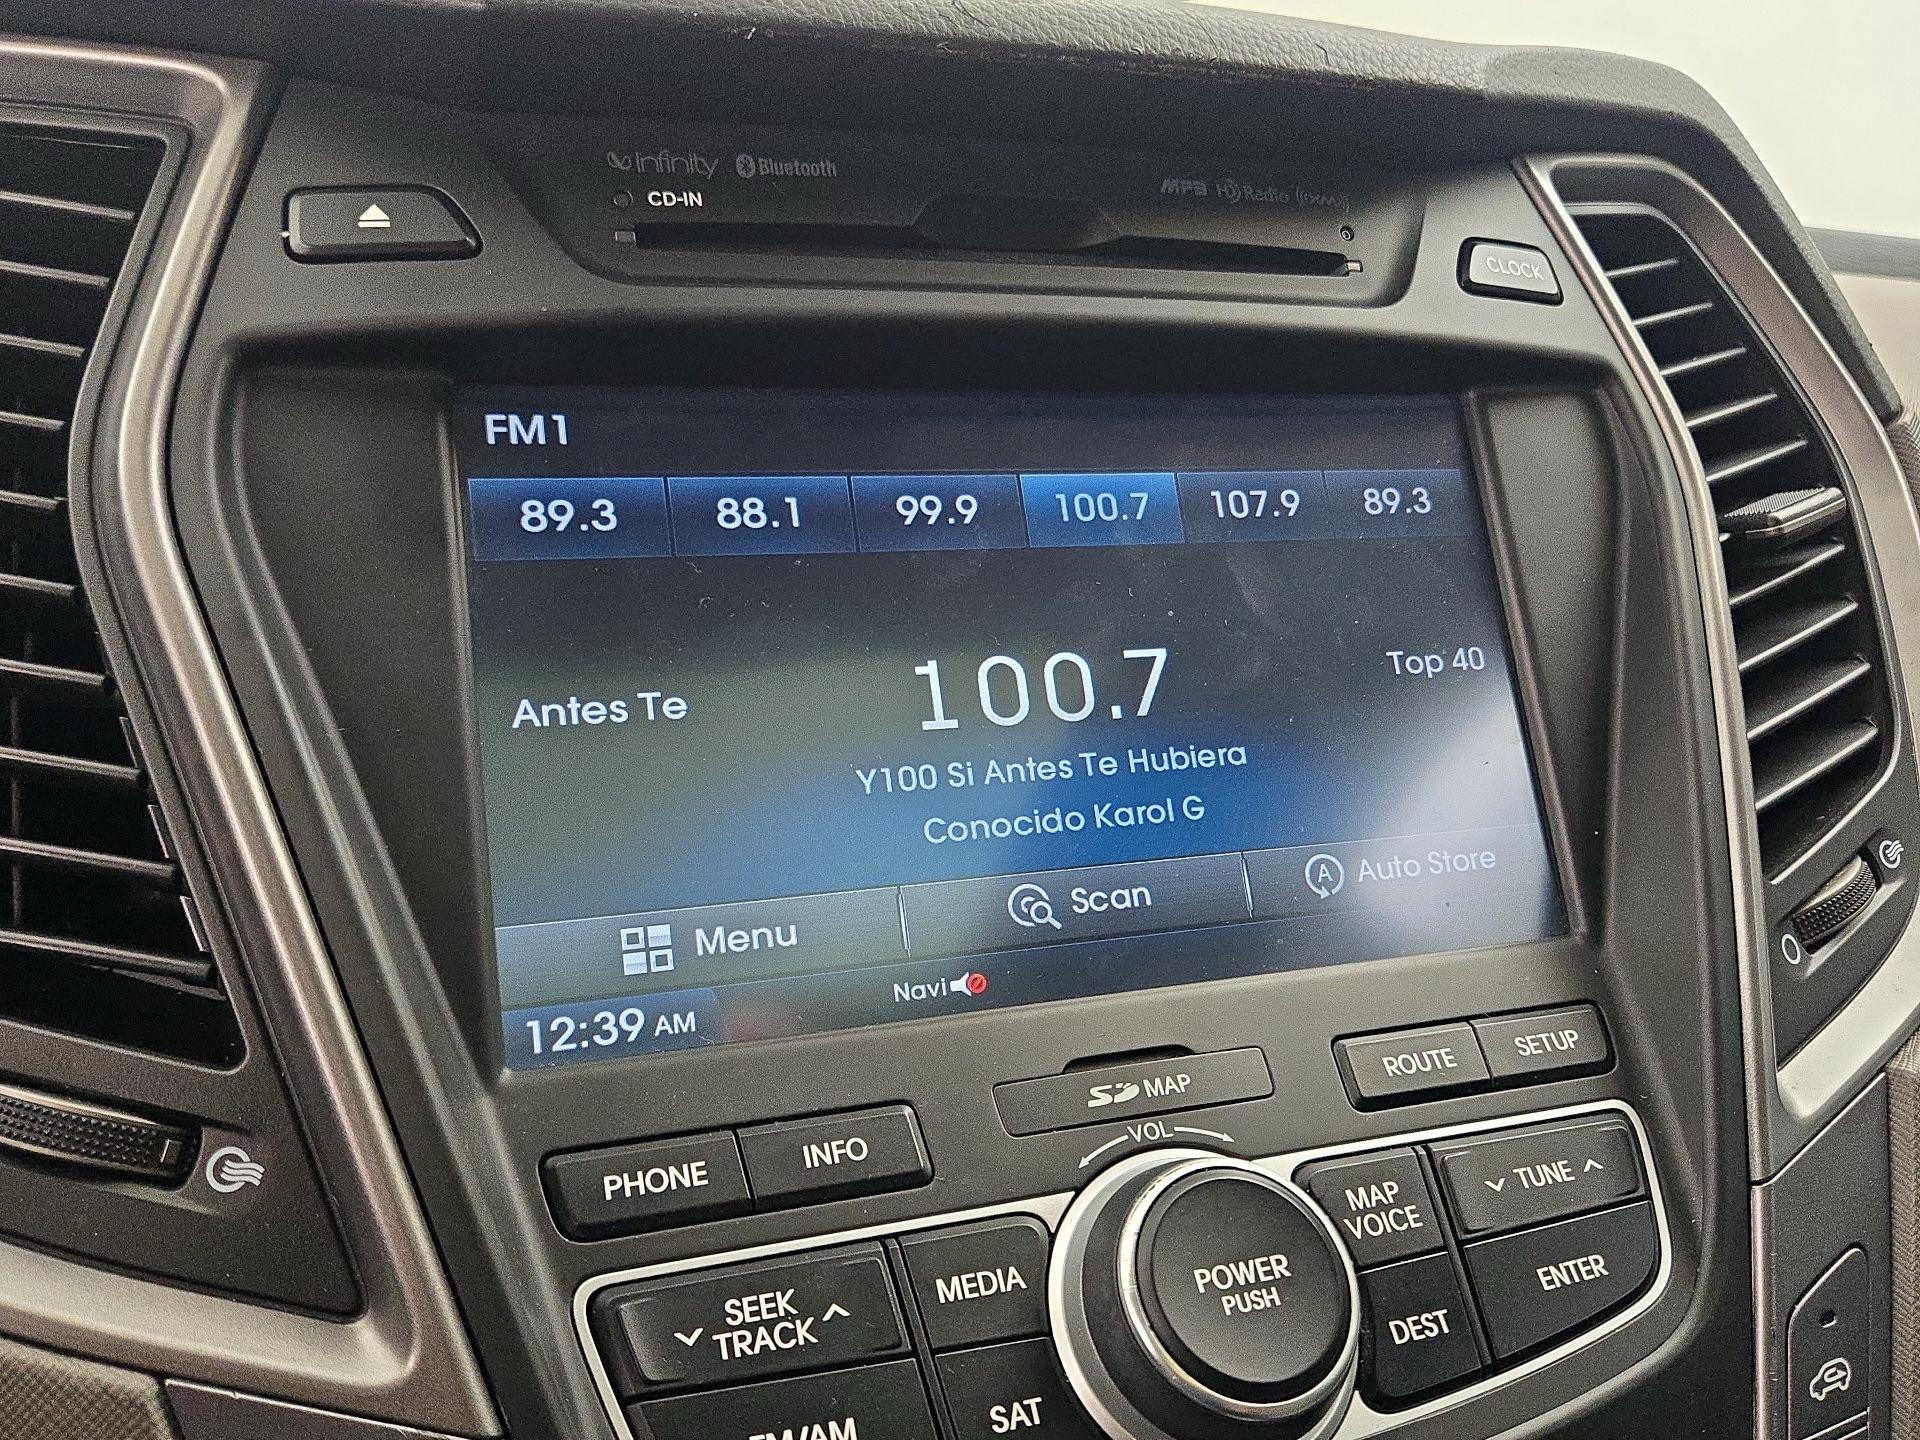 infinity Bluetooth
CD-IN
MP3 HD Radio ((XM))
CLOCK
FM1
89.3 88.1 99.9 100.7 107.9 89.3
Top 40
Antes Te 100.7
Y100 Si Antes Te Hubiera
Conocido Karol G
Menu Scan A Auto Store
Navi
12:39 AM
SD MAP
ROUTE SETUP
PHONE INFO
VOL
MAP
VOICE
TUNE
SEEK
TRACK
MEDIA
POWER
PUSH
DEST
ENTER
FM/AM
SAT